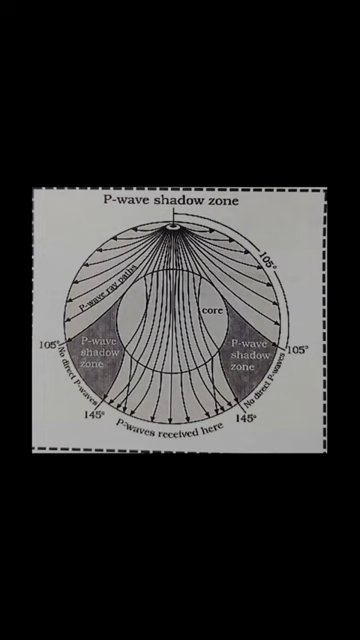 P-wave shadow zone
105°
P-wave ray paths
core
105°
P-wave
shadow
zone
P-wave
shadow
zone
105°
No direct P-waves
No direct P-waves
145°
145°
P-waves received here